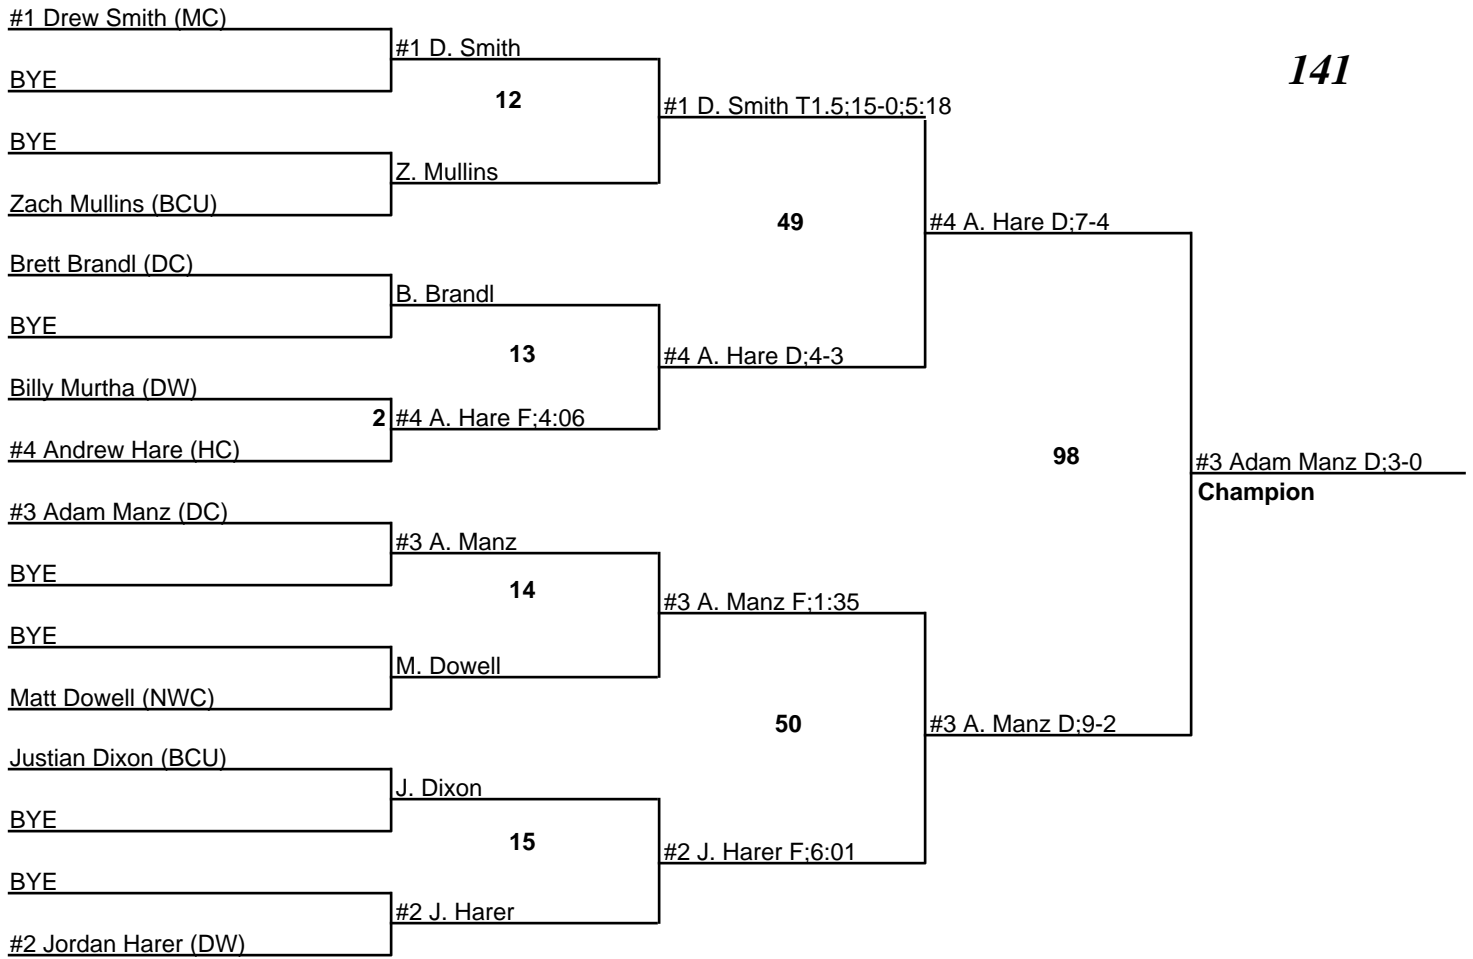 #1 Drew Smith (MC)
BYE
BYE
Zach Mullins (BCU)
Brett Brandl (DC)
BYE
Billy Murtha (DW)
#4 Andrew Hare (HC)
#3 Adam Manz (DC)
BYE
BYE
Matt Dowell (NWC)
Justian Dixon (BCU)
BYE
BYE
#2 Jordan Harer (DW)
#1 D. Smith
12
Z. Mullins
B. Brandl
13
2 #4 A. Hare F;4:06
#3 A. Manz
14
M. Dowell
J. Dixon
15
#2 J. Harer
#1 D. Smith T1.5;15-0;5:18
49
#4 A. Hare D;4-3
#3 A. Manz F;1:35
50
#2 J. Harer F;6:01
#4 A. Hare D;7-4
98
#3 A. Manz D;9-2
141
#3 Adam Manz D;3-0
Champion